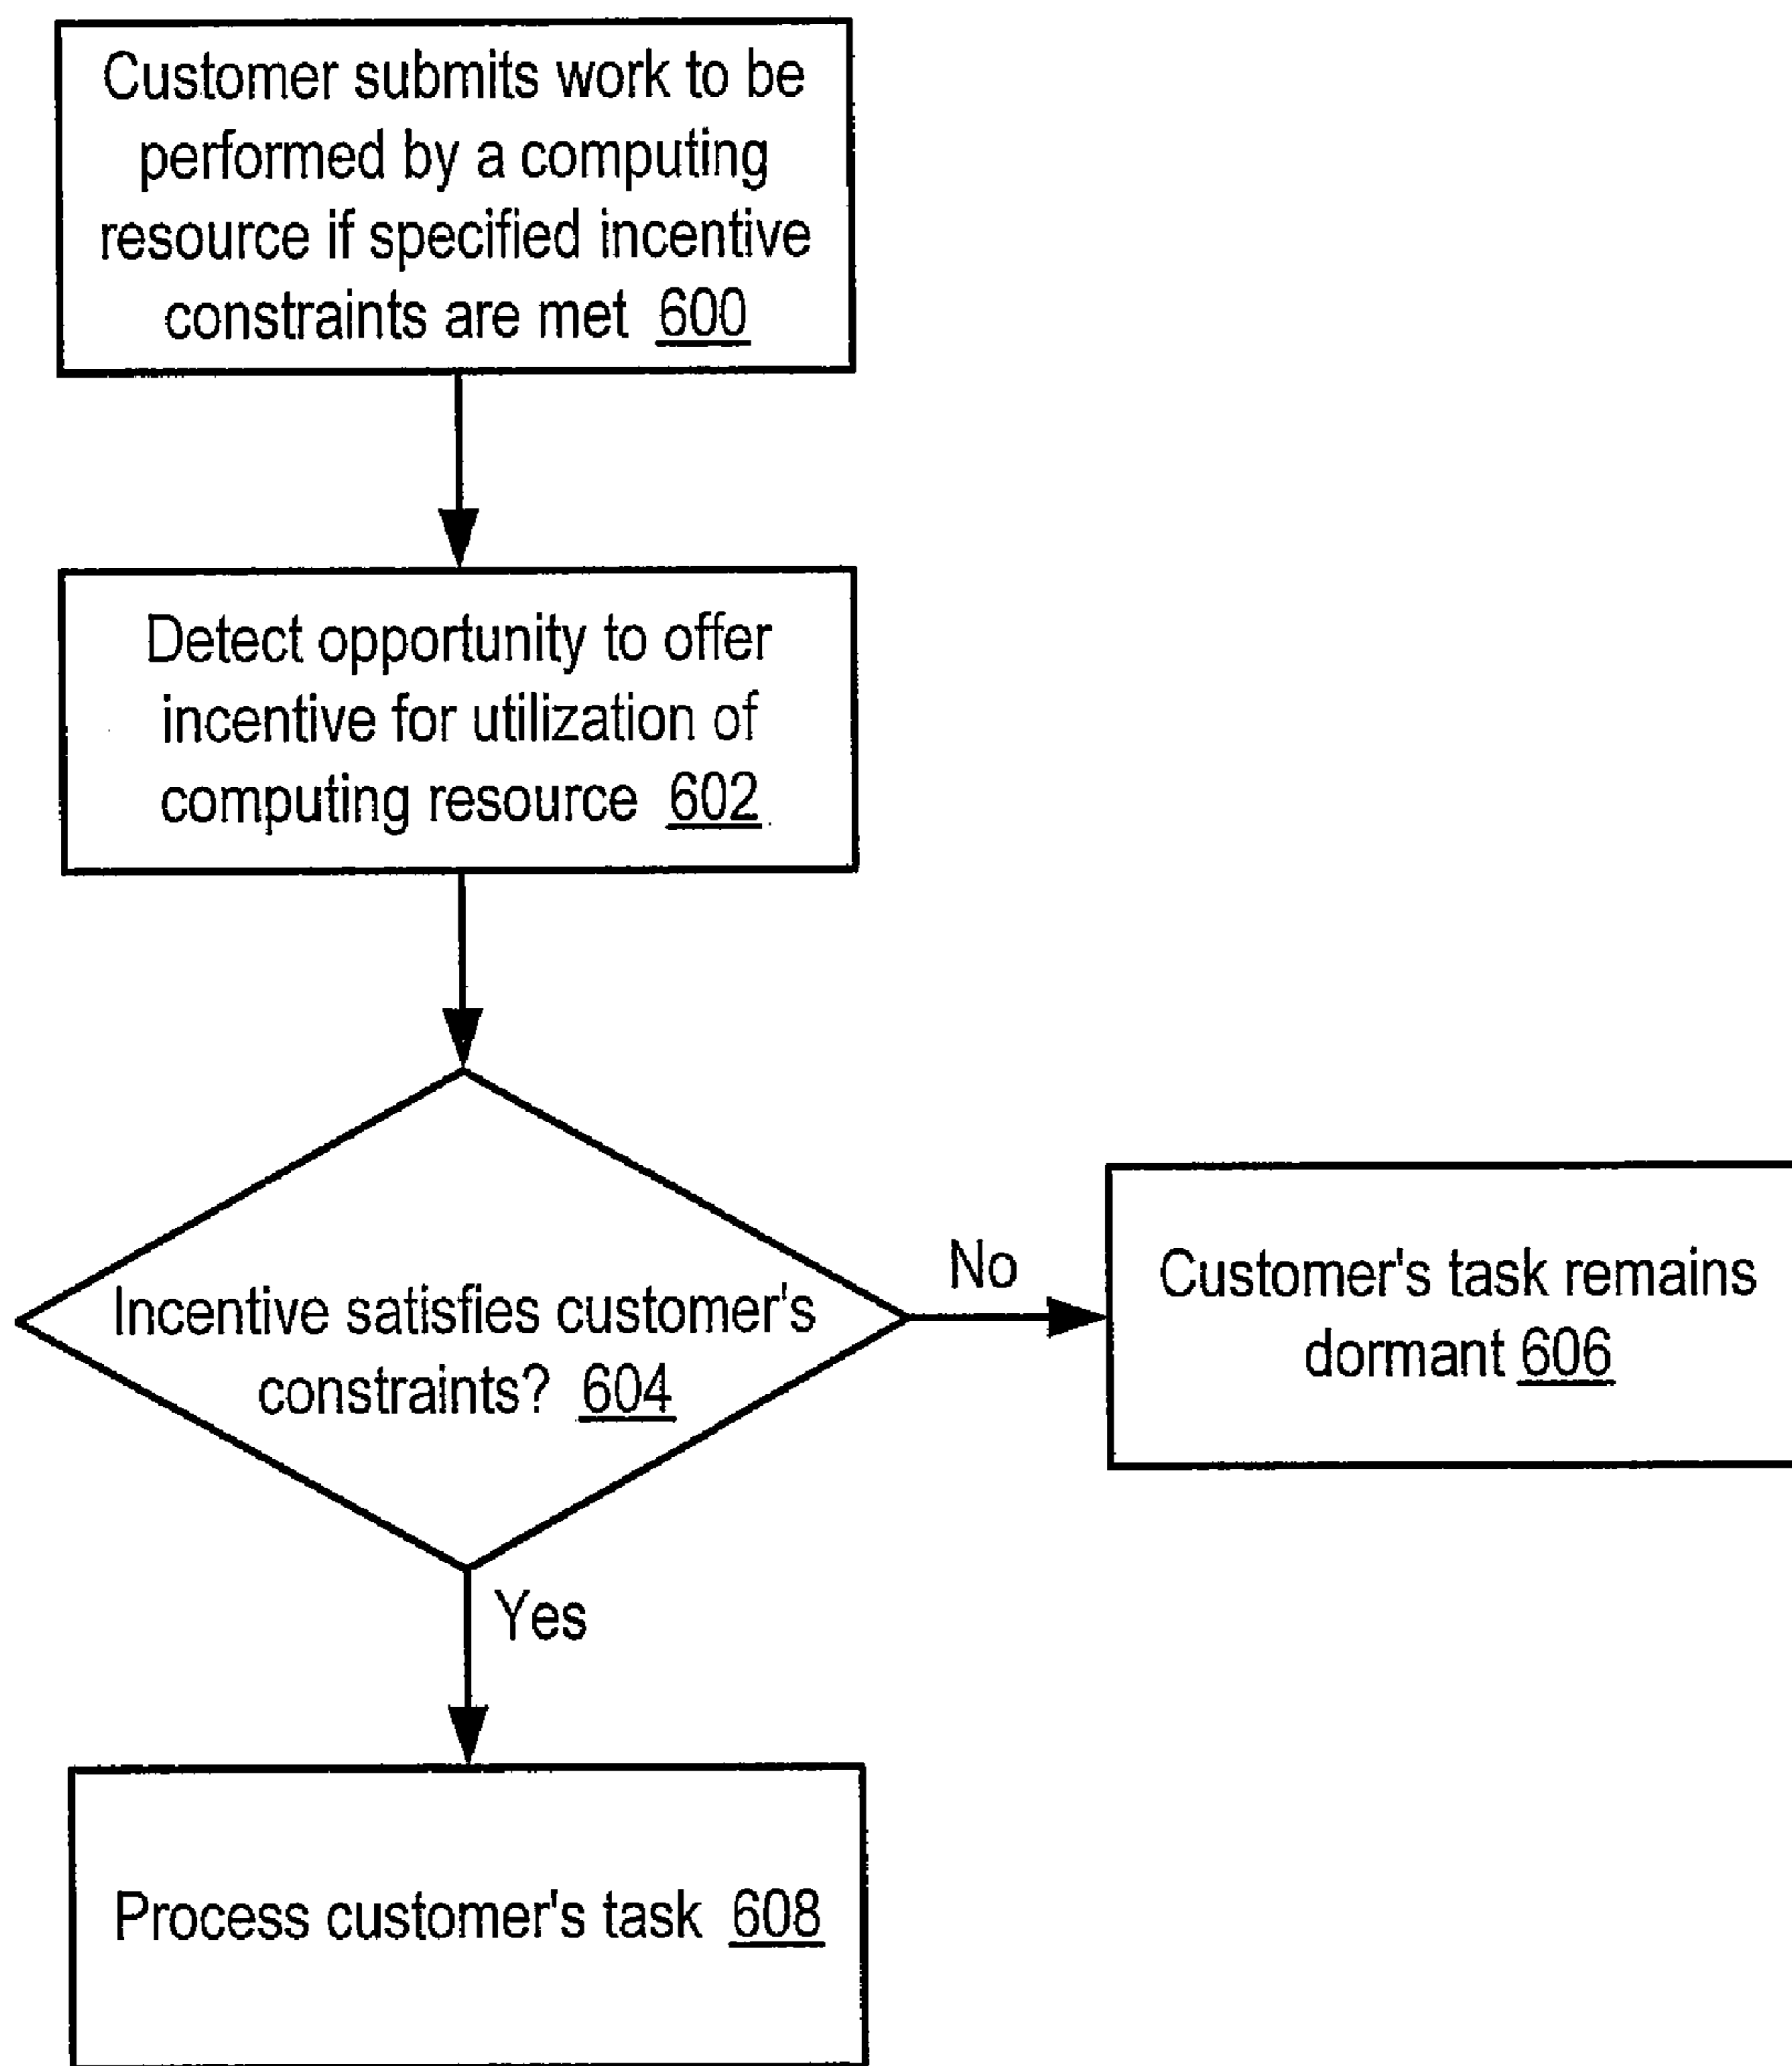 Customer submits work to be
performed by a computing
resource if specified incentive
constraints are met 600
Detect opportunity to offer
incentive for utilization of
computing resource 602
Incentive satisfies customer's
constraints? 604
No
Customer's task remains
dormant 606
Yes
Process customer's task 608